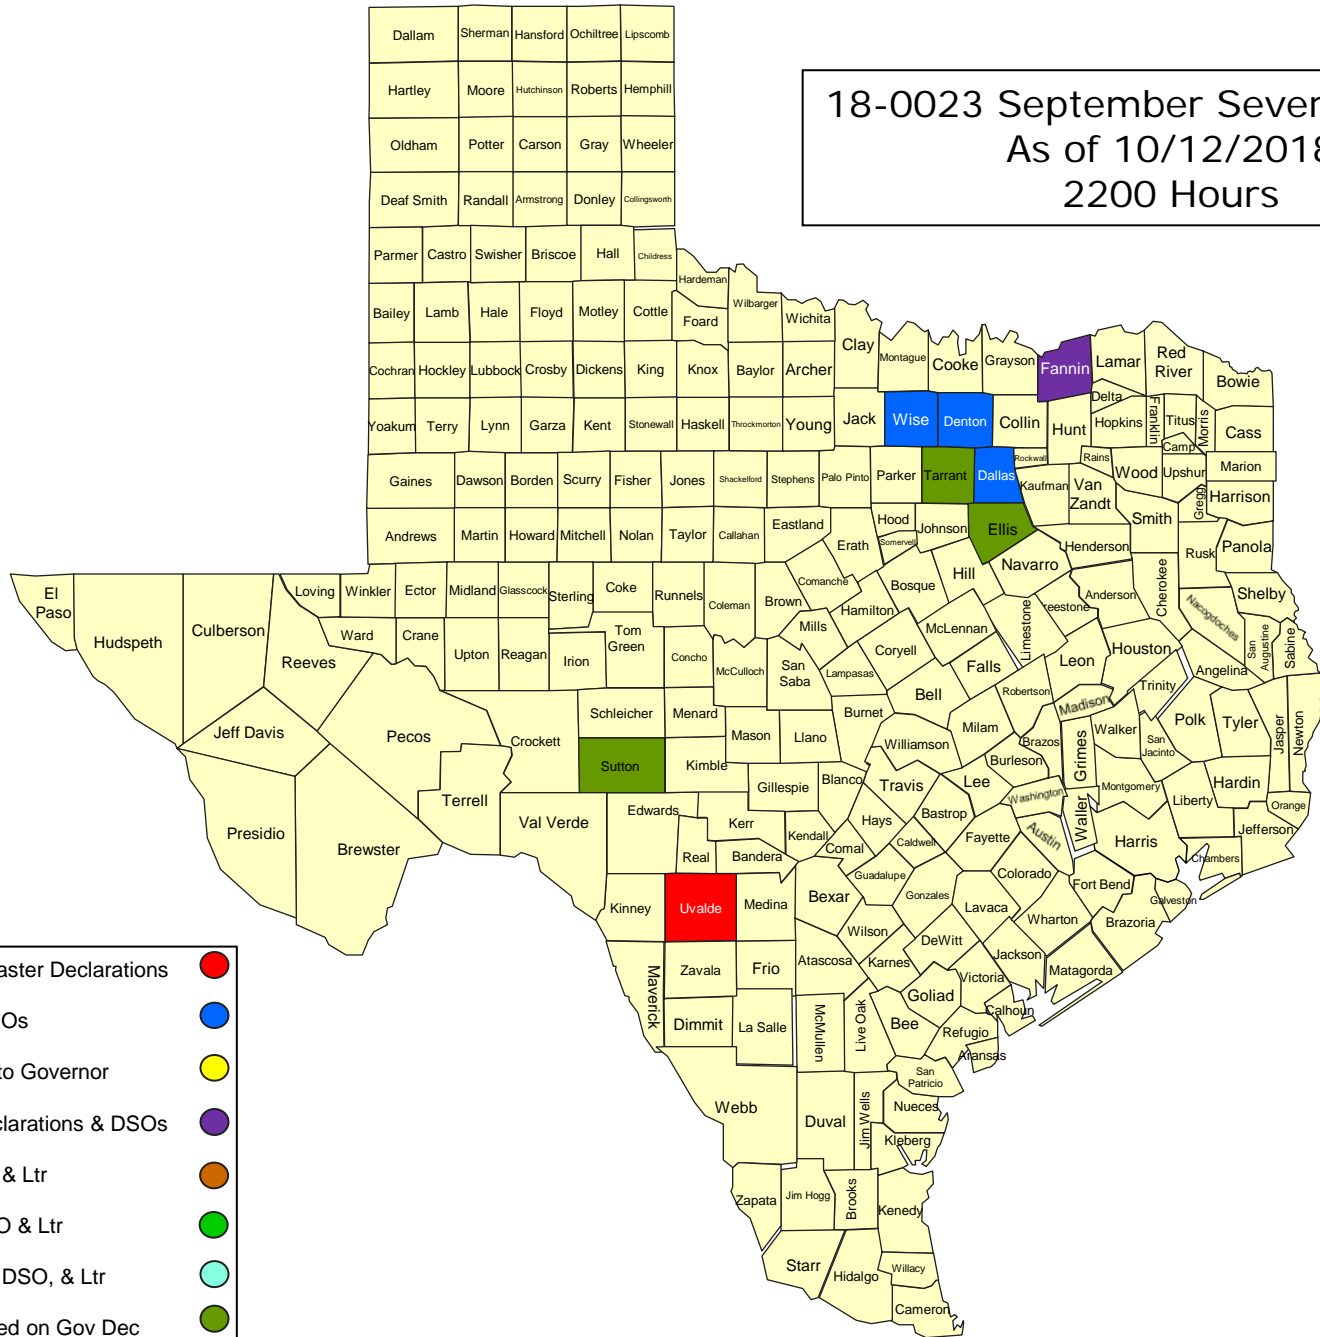 Dallam Sherman Hansford Ochiltree Lipscomb
Hartley Moore Hutchinson Roberts Hemphill
18-0023 September Sever
As of 10/12/2018
2200 Hours
Oldham Potter Carson Gray Wheeler
Deaf Smith Randall Armstrong Donley Collingsworth
Parmer Castro Swisher Briscoe Hall Childress
Hardeman
Bailey Lamb Hale Floyd Motley Cottle Foard Wilbarger Wichita
Clay Montague Cooke Grayson Fannin Lamar Red
River Bowie
Cochran Hockley Lubbock Crosby Dickens King Knox Baylor Archer
Delta
Yoakum Terry Lynn Garza Kent Stonewall Haskell Throckmorton Young Jack Wise Denton Collin Hunt Hopkins Franklin Titus Morris Cass
Camp
Rockwall Rains
Gaines Dawson Borden Scurry Fisher Jones Shackelford Stephens Palo Pinto Parker Tarrant Dallas Kaufman Van
Zandt Wood Upshur Marion
Gregg Harrison
Andrews Martin Howard Mitchell Nolan Taylor Callahan Eastland Erath Hood Somervell Johnson Ellis Henderson Smith Rusk Panola
El
Paso Hudspeth Culberson Loving Winkler Ector Midland Glasscock Sterling Coke Runnels Coleman Brown Comanche Bosque Hill Navarro Anderson Cherokee Shelby
Hamilton Limestone reestone Nacogdoches
Reeves Ward Crane Upton Reagan Irion Tom
Green Concho McCulloch San
Saba Mills Lampasas Coryell McLennan Falls Leon Houston Angelina San
Augustine Sabine
Jeff Davis Pecos Crockett Schleicher Menard Mason Llano Burnet Bell Milam Robertson Madison Trinity
Walker San
Jacinto Polk Tyler Jasper Newton
Presidio Brewster Terrell Val Verde Sutton Kimble Gillespie Blanco Williamson Travis Lee Burleson Brazos Grimes Montgomery Liberty Hardin Orange
Edwards Kerr Kendall Hays Bastrop Washington Waller Harris Jefferson
Real Bandera Comal Caldwell Fayette Austin Chambers
Kinney Uvalde Medina Bexar Guadalupe Gonzales Lavaca Colorado Fort Bend Galveston
Wilson DeWitt Wharton Brazoria
Maverick Zavala Frio Atascosa Karnes Jackson Matagorda
Victoria
Goliad Calhoun
Dimmit La Salle McMullen Live Oak Bee Refugio
Aransas
San
Patricio
Webb Duval Jim Wells Nueces
Kleberg
Zapata Jim Hogg Brooks Kenedy
Starr Hidalgo Willacy
Cameron
aster Declarations
Os
to Governor
clarations & DSOs
& Ltr
O & Ltr
DSO, & Ltr
ed on Gov Dec